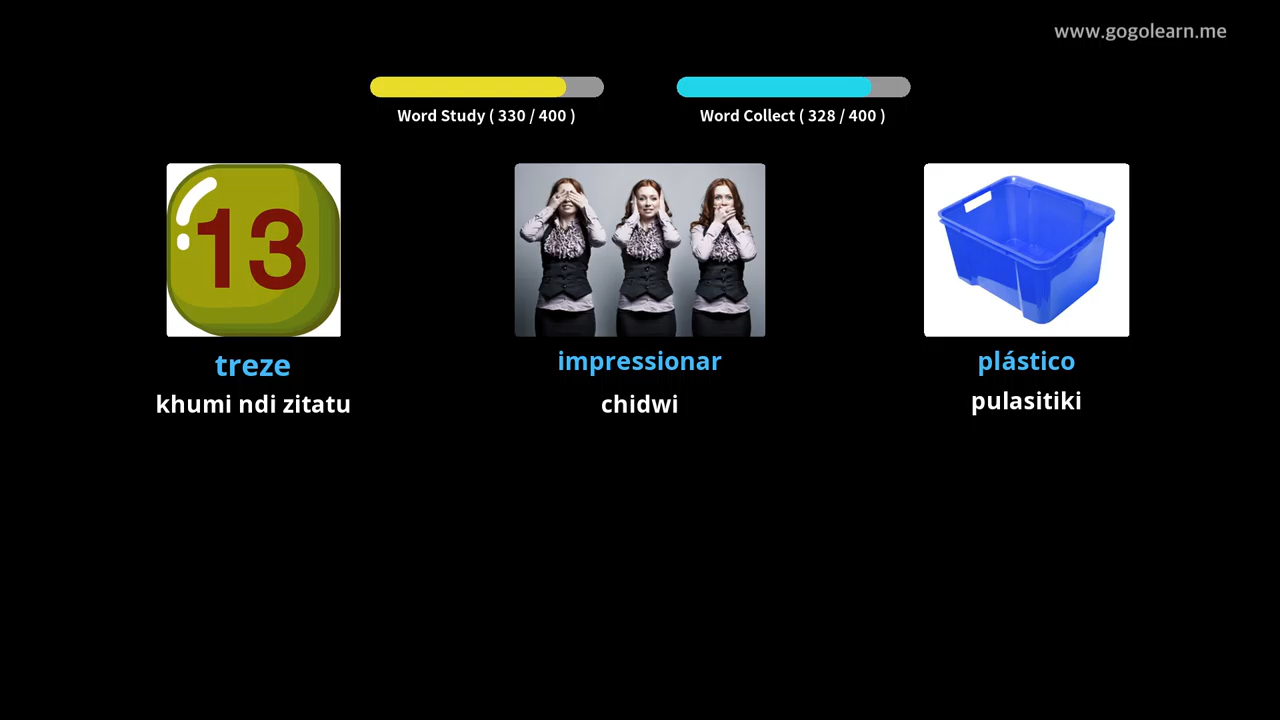 www.gogolearn.me
Word Study ( 330 / 400 )
Word Collect ( 328 / 400 )
13
treze
khumi ndi zitatu
impressionar
chidwi
plástico
pulasitiki